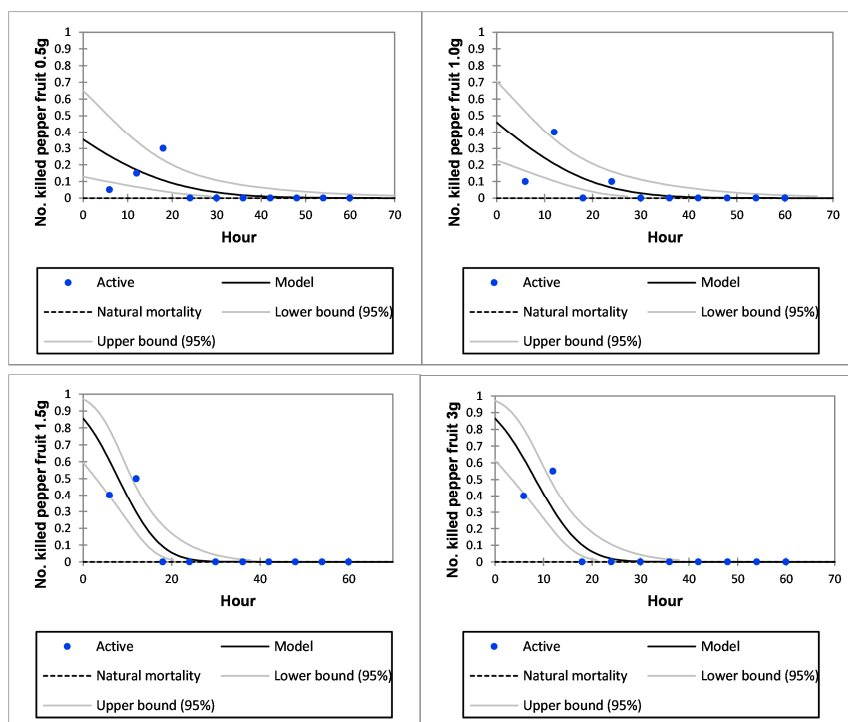 No. killed pepper fruit 0.5g
1
0.9
0.8
0.7
0.6
0.5
0.4
0.3
0.2
0.1
0
0 10 20 30 40 50 60 70
Hour
Active Model
Natural mortality Lower bound (95%)
Upper bound (95%)
No. killed pepper fruit 1.0g
1
0.9
0.8
0.7
0.6
0.5
0.4
0.3
0.2
0.1
0
0 10 20 30 40 50 60 70
Hour
Active Model
Natural mortality Lower bound (95%)
Upper bound (95%)
No. killed pepper fruit 1.5g
1
0.9
0.8
0.7
0.6
0.5
0.4
0.3
0.2
0.1
0
0 20 40 60
Hour
Active Model
Natural mortality Lower bound (95%)
Upper bound (95%)
No. killed pepper fruit 3g
1
0.9
0.8
0.7
0.6
0.5
0.4
0.3
0.2
0.1
0
0 10 20 30 40 50 60 70
Hour
Active Model
Natural mortality Lower bound (95%)
Upper bound (95%)